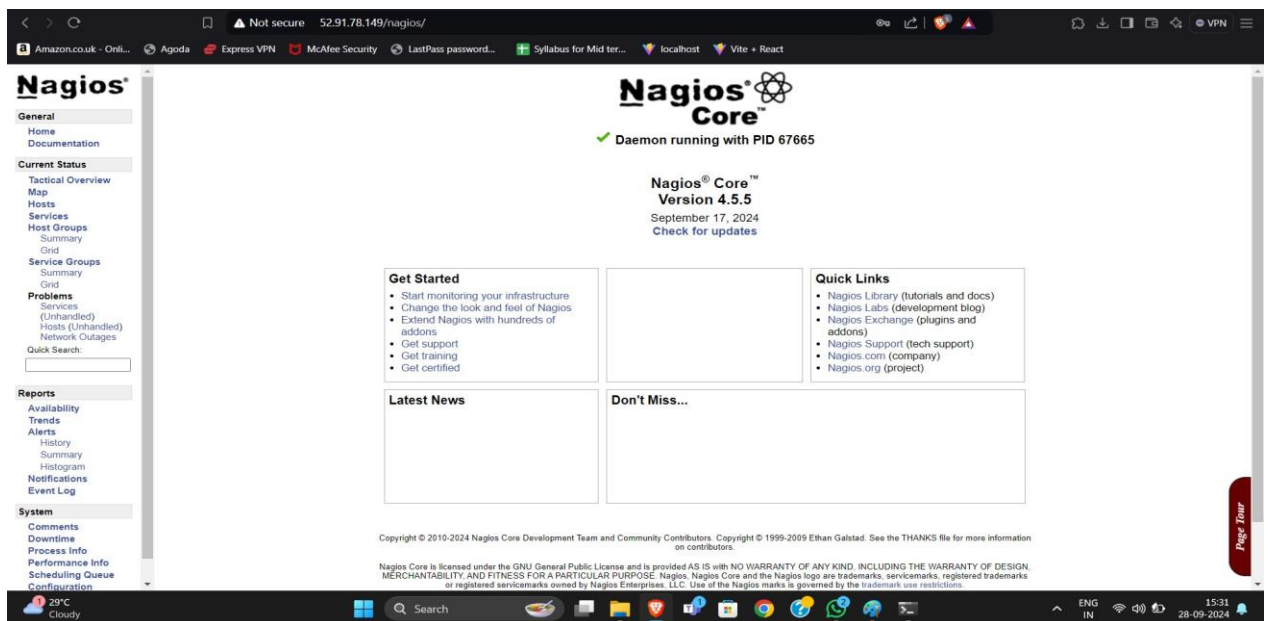 Not secure 52.91.78.149/nagios/
VPN
Amazon.co.uk - Onli... Agoda Express VPN McAfee Security LastPass password... Syllabus for Mid ter... localhost Vite + React
Nagios®
General
Home
Documentation
Current Status
Tactical Overview
Map
Hosts
Services
Host Groups
Summary
Grid
Service Groups
Summary
Grid
Problems
Services
(Unhandled)
Hosts (Unhandled)
Network Outages
Quick Search:
Reports
Availability
Trends
Alerts
History
Summary
Histogram
Notifications
Event Log
System
Comments
Downtime
Process Info
Performance Info
Scheduling Queue
Configuration
Nagios®
Core™
Daemon running with PID 67665
Nagios® Core™
Version 4.5.5
September 17, 2024
Check for updates
Get Started
• Start monitoring your infrastructure
• Change the look and feel of Nagios
• Extend Nagios with hundreds of
addons
• Get support
• Get training
• Get certified
Quick Links
• Nagios Library (tutorials and docs)
• Nagios Labs (development blog)
• Nagios Exchange (plugins and
addons)
• Nagios Support (tech support)
• Nagios.com (company)
• Nagios.org (project)
Latest News
Don't Miss...
Page Tour
Copyright © 2010-2024 Nagios Core Development Team and Community Contributors. Copyright © 1999-2009 Ethan Galstad. See the THANKS file for more information
on contributors.
Nagios Core is licensed under the GNU General Public License and is provided AS IS with NO WARRANTY OF ANY KIND, INCLUDING THE WARRANTY OF DESIGN,
MERCHANTABILITY, AND FITNESS FOR A PARTICULAR PURPOSE. Nagios, Nagios Core and the Nagios logo are trademarks, servicemarks, registered trademarks
or registered servicemarks owned by Nagios Enterprises, LLC. Use of the Nagios marks is governed by the trademark use restrictions.
1
29°C
Cloudy
Search
ENG
IN
15:31
28-09-2024